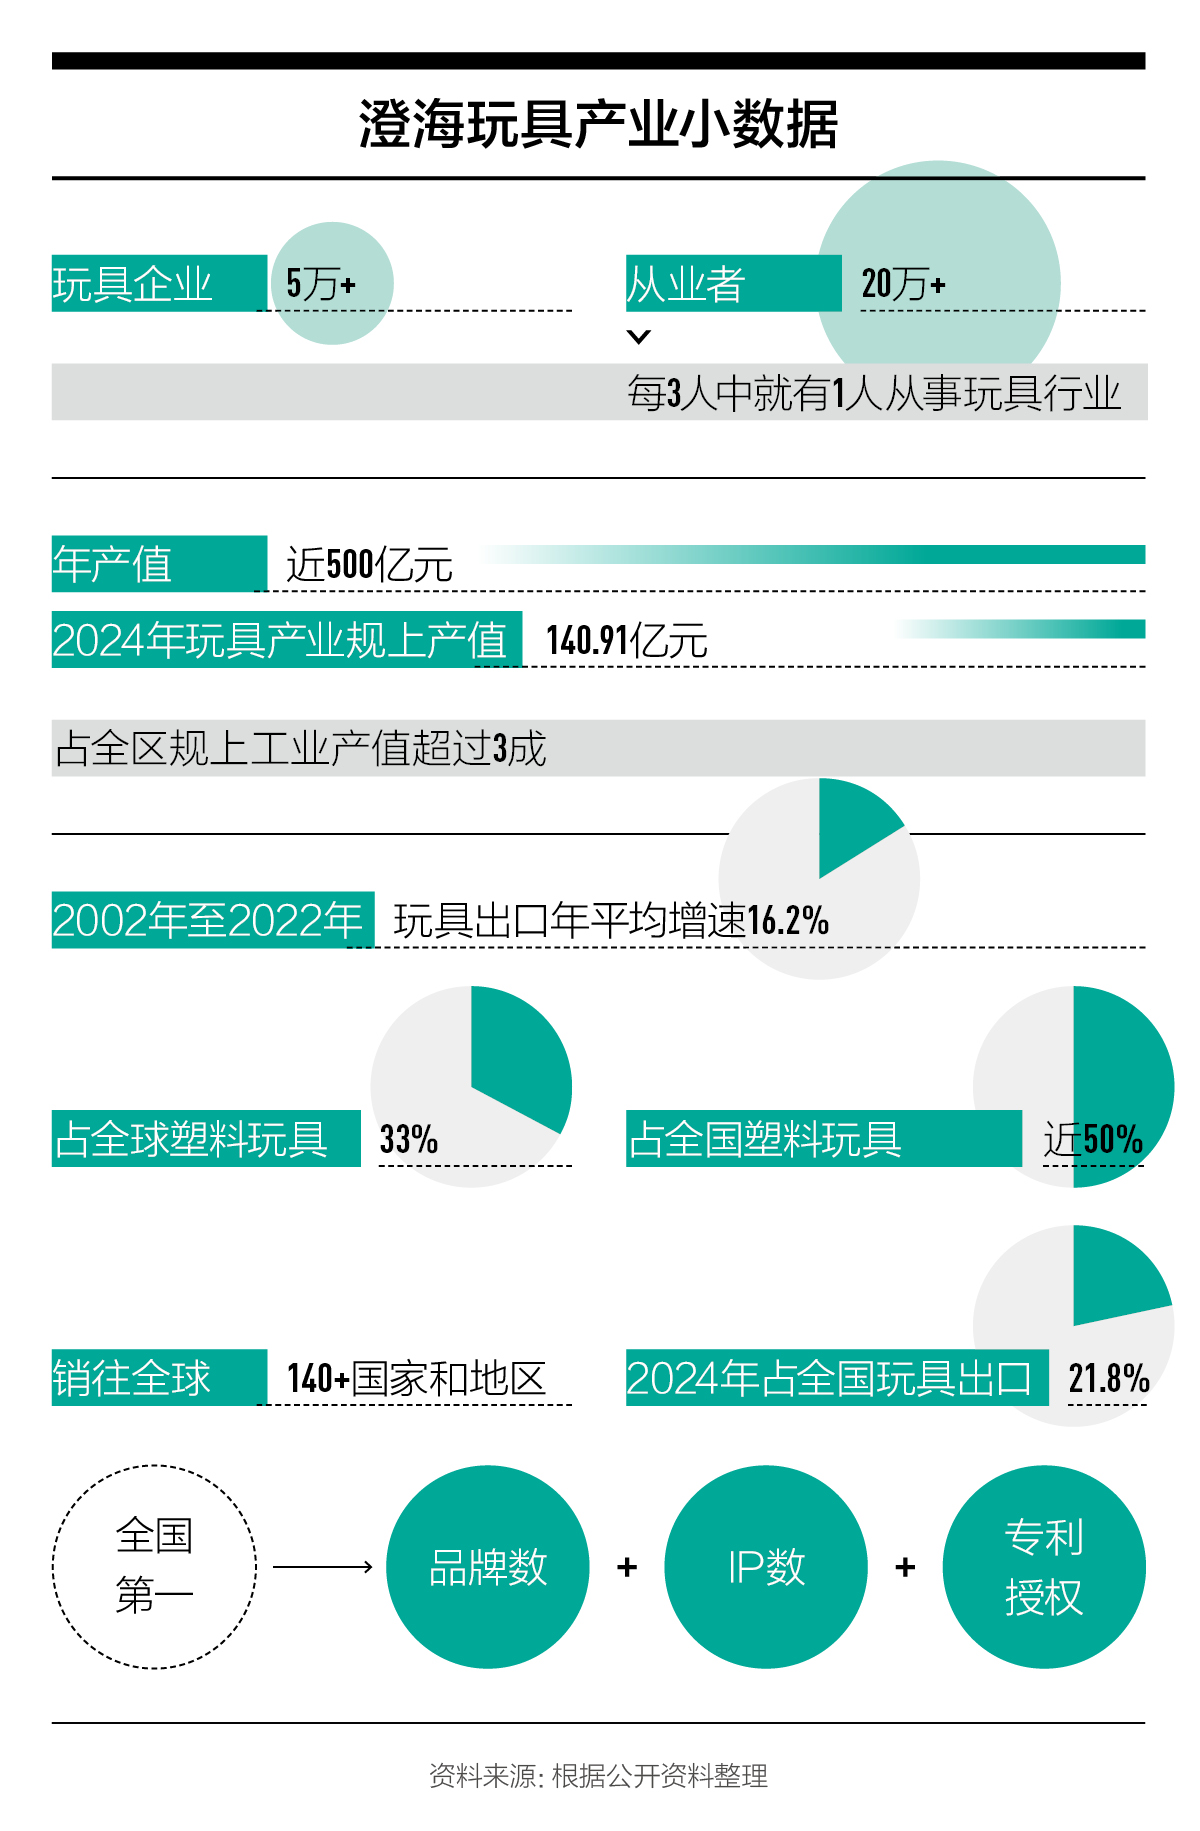 澄海玩具产业小数据
玩具企业 5万+
从业者 20万+
每3人中就有1人从事玩具行业
年产值 近500亿元
2024年玩具产业规上产值 140.91亿元
占全区规上工业产值超过3成
2002年至2022年 玩具出口年平均增速16.2%
占全球塑料玩具 33%
占全国塑料玩具 近50%
销往全球 140+国家和地区
2024年占全国玩具出口 21.8%
全国
第一
品牌数
+
IP数
+
专利
授权
资料来源：根据公开资料整理